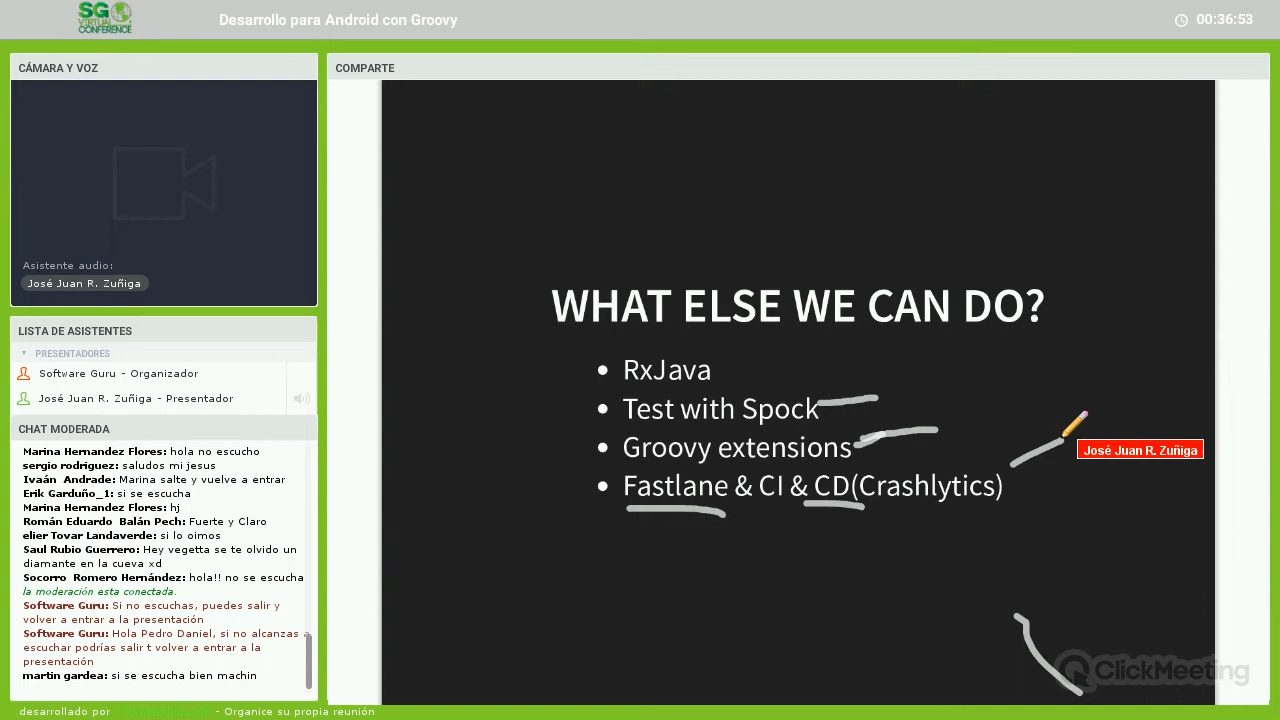 SG
VIRTUAL
CONFERENCE
Desarrollo para Android con Groovy
00:36:53
CÁMARA Y VOZ
Asistente audio:
José Juan R. Zuñiga
LISTA DE ASISTENTES
PRESENTADORES
Software Guru - Organizador
José Juan R. Zuñiga - Presentador
CHAT MODERADA
Marina Hernandez Flores: hola no escucho
sergio rodriguez: saludos mi jesus
Ivaán Andrade: Marina salte y vuelve a entrar
Erik Garduño_1: si se escucha
Marina Hernandez Flores: hj
Román Eduardo Balán Pech: Fuerte y Claro
elier Tovar Landaverde: si lo oimos
Saul Rubio Guerrero: Hey vegetta se te olvido un
diamante en la cueva xd
Socorro Romero Hernández: hola!! no se escucha
la moderación esta conectada.
Software Guru: Si no escuchas, puedes salir y
volver a entrar a la presentación
Software Guru: Hola Pedro Daniel, si no alcanzas a
escuchar podrías salir t volver a entrar a la
presentación
martin gardea: si se escucha bien machin
desarrollado por - Organice su propia reunión
COMPARTE
WHAT ELSE WE CAN DO?
• RxJava
• Test with Spock
• Groovy extensions
• Fastlane & CI & CD(Crashlytics)
José Juan R. Zuñiga
ClickMeeting